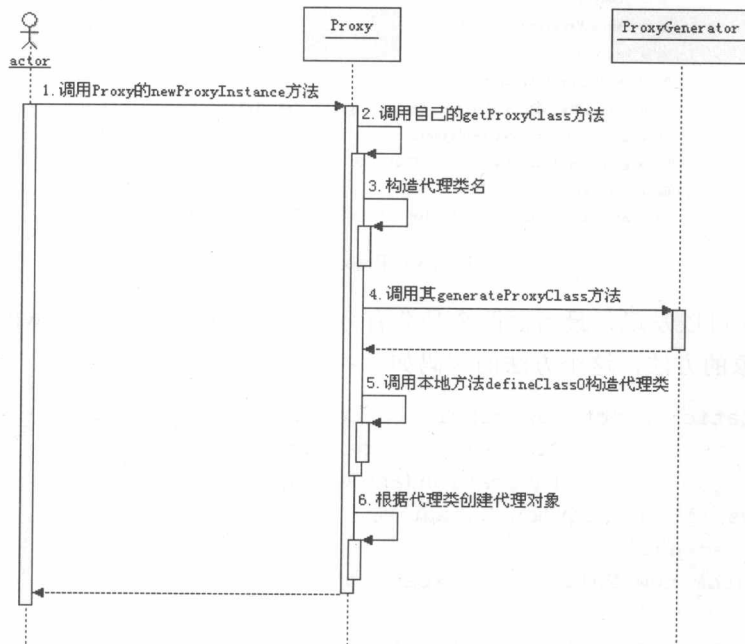 Proxy
ProxyGenerator
actor
1.调用Proxy的newProxyInstance方法
2.调用自己的getProxyClass方法
3.构造代理类名
4.调用其generateProxyClass方法
5.调用本地方法defineClass0构造代理类
6.根据代理类创建代理对象